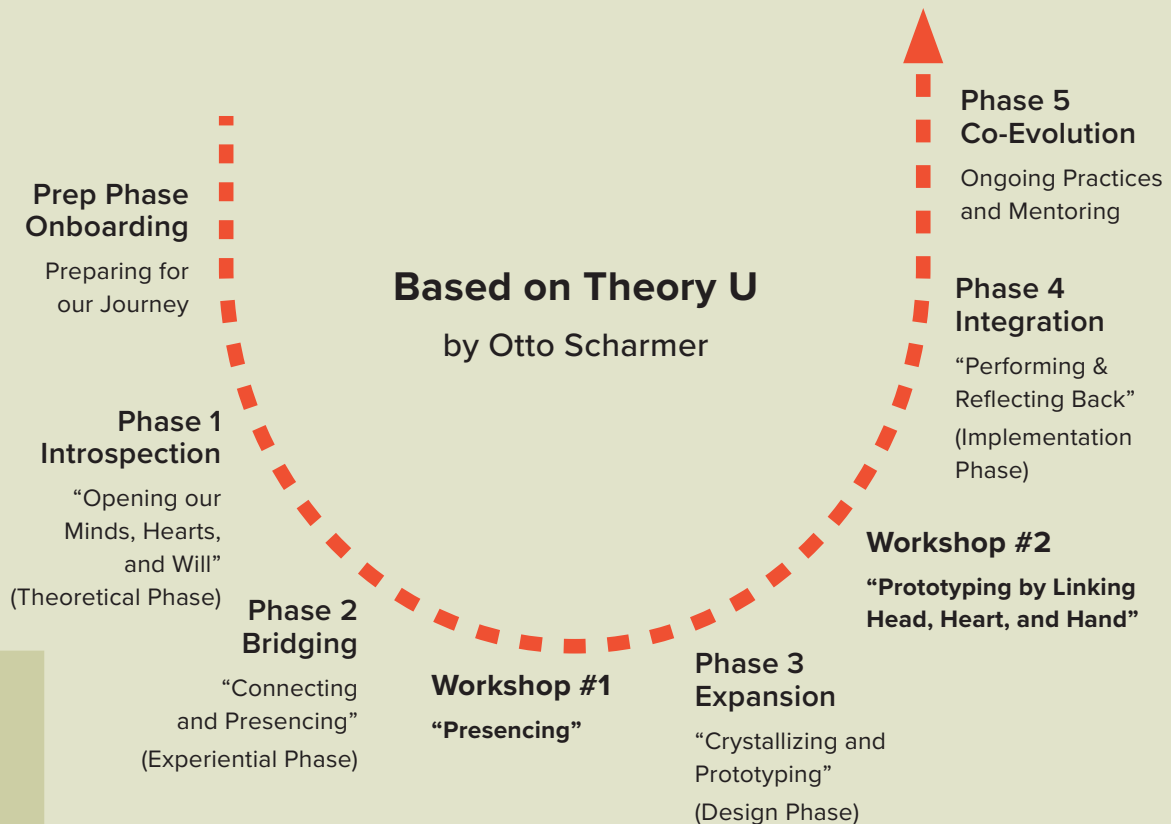 Prep Phase
Onboarding
Preparing for
our Journey
Phase 1
Introspection
“Opening our
Minds, Hearts,
and Will”
(Theoretical Phase)
Phase 2
Bridging
“Connecting
and Presencing”
(Experiential Phase)
Based on Theory U
by Otto Scharmer
Workshop #1
“Presencing”
Phase 3
Expansion
“Crystallizing and
Prototyping”
(Design Phase)
Workshop #2
“Prototyping by Linking
Head, Heart, and Hand”
Phase 4
Integration
“Performing &
Reflecting Back”
(Implementation
Phase)
Phase 5
Co-Evolution
Ongoing Practices
and Mentoring